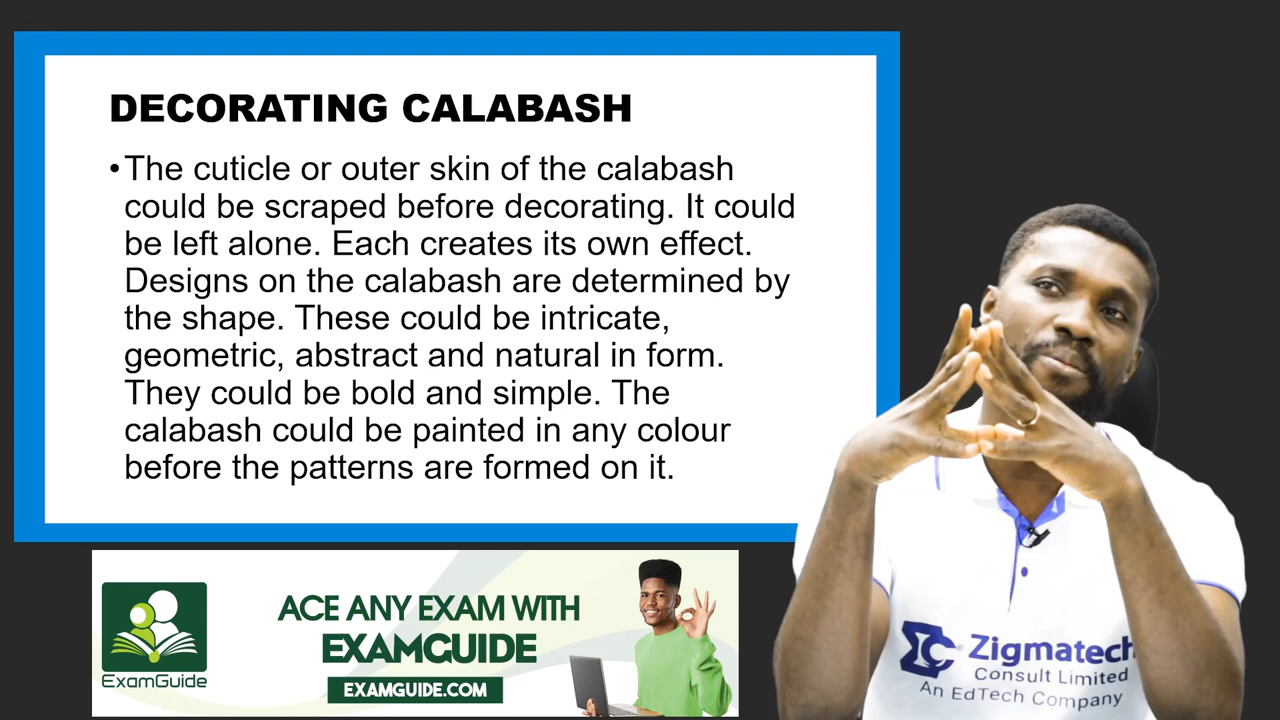 DECORATING CALABASH
•The cuticle or outer skin of the calabash
could be scraped before decorating. It could
be left alone. Each creates its own effect.
Designs on the calabash are determined by
the shape. These could be intricate,
geometric, abstract and natural in form.
They could be bold and simple. The
calabash could be painted in any colour
before the patterns are formed on it.
ACE ANY EXAM WITH
EXAMGUIDE
EXAMGUIDE.COM
ExamGuide
Zigmatech
Consult Limited
An EdTech Company